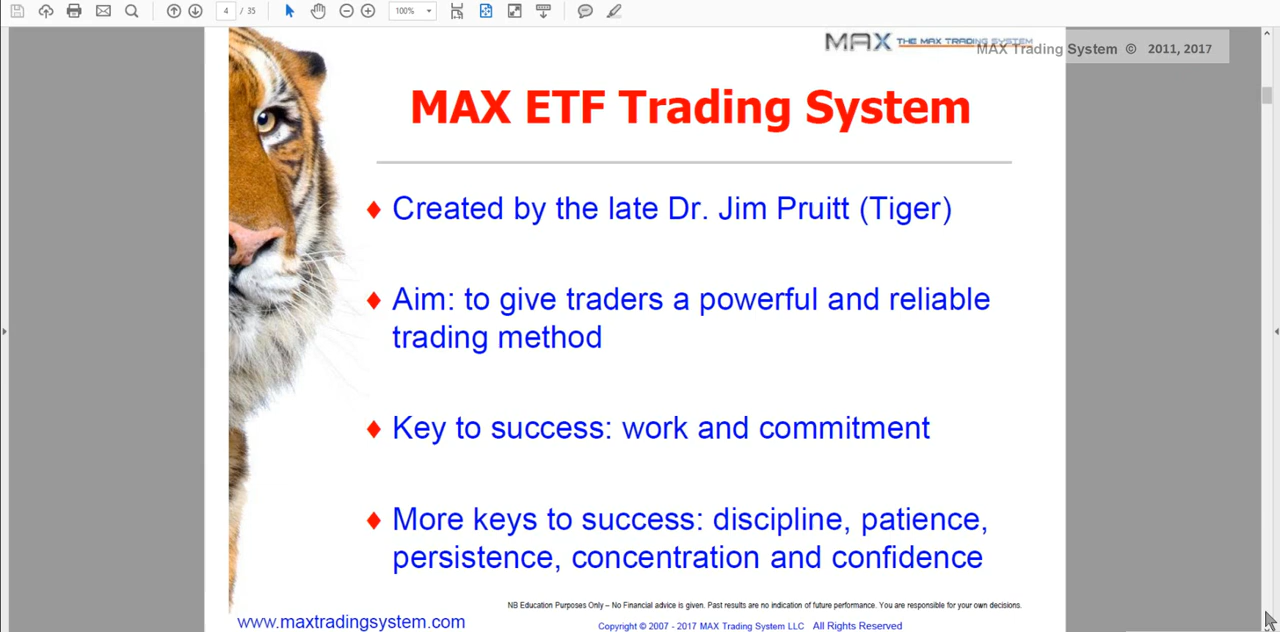 4 / 35
100%
MAX THE MAX TRADING SYSTEM
MAX Trading System © 2011, 2017
MAX ETF Trading System
Created by the late Dr. Jim Pruitt (Tiger)
Aim: to give traders a powerful and reliable
trading method
Key to success: work and commitment
More keys to success: discipline, patience,
persistence, concentration and confidence
NB Education Purposes Only – No Financial advice is given. Past results are no indication of future performance. You are responsible for your own decisions.
www.maxtradingsystem.com
Copyright © 2007 - 2017 MAX Trading System LLC All Rights Reserved